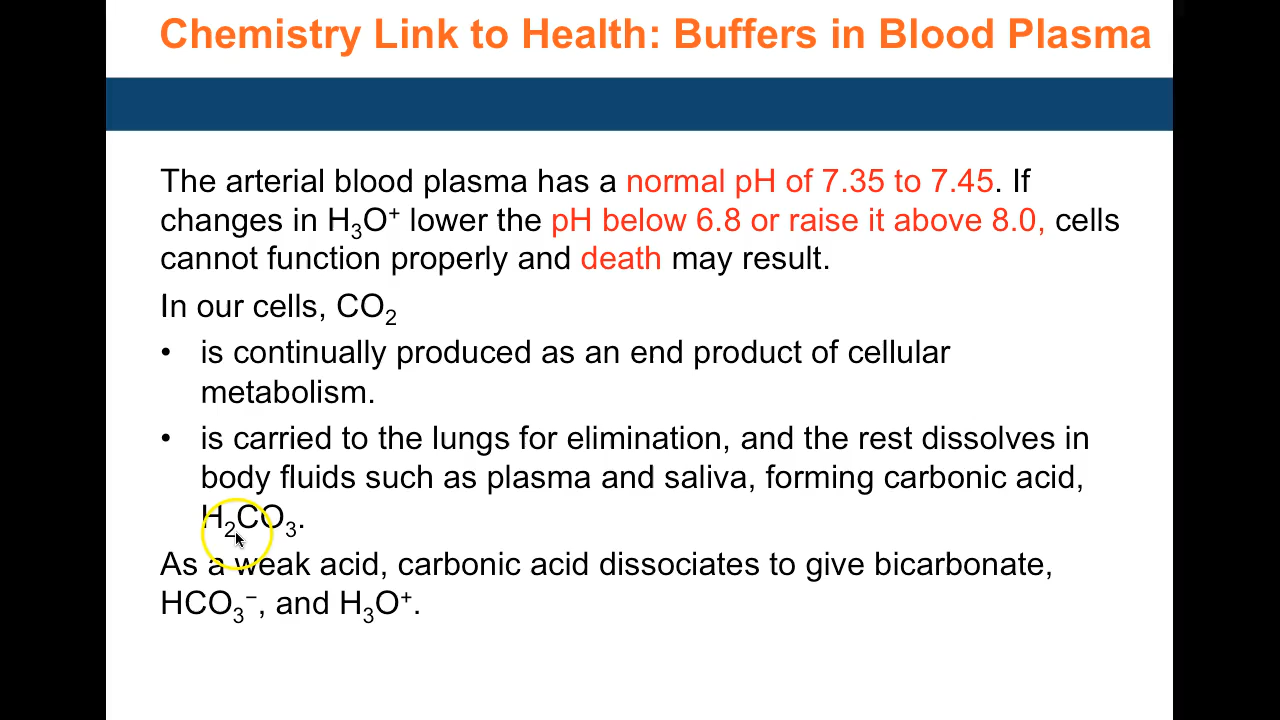 Chemistry Link to Health: Buffers in Blood Plasma
The arterial blood plasma has a normal pH of 7.35 to 7.45. If
changes in H₃O⁺ lower the pH below 6.8 or raise it above 8.0, cells
cannot function properly and death may result.
In our cells, CO₂
• is continually produced as an end product of cellular
metabolism.
• is carried to the lungs for elimination, and the rest dissolves in
body fluids such as plasma and saliva, forming carbonic acid,
H₂CO₃.
As a weak acid, carbonic acid dissociates to give bicarbonate,
HCO₃⁻, and H₃O⁺.